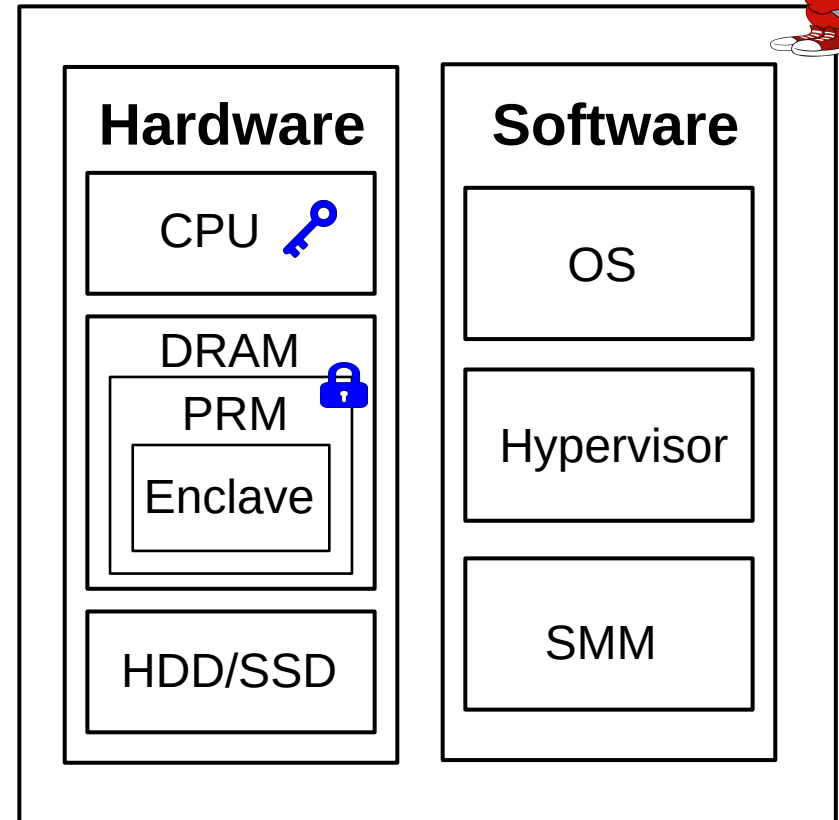 Hardware
CPU
DRAM
PRM
Enclave
HDD/SSD
Software
OS
Hypervisor
SMM